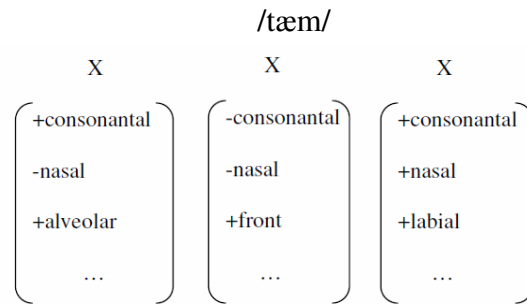 /tæm/
X X X
+consonantal -consonantal +consonantal
-nasal -nasal +nasal
+alveolar +front +labial
… … …